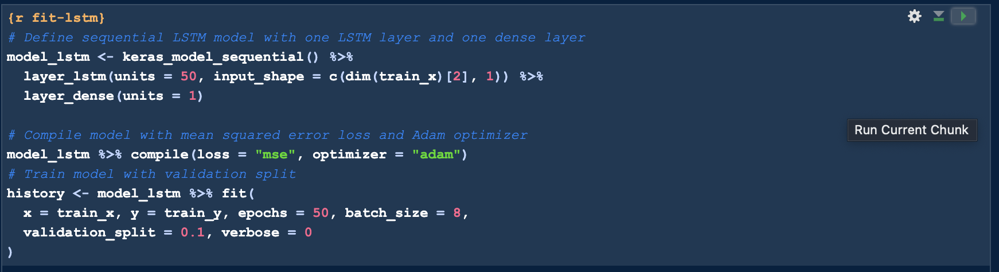 {r fit-lstm}
# Define sequential LSTM model with one LSTM layer and one dense layer
model_lstm <- keras_model_sequential() %>%
  layer_lstm(units = 50, input_shape = c(dim(train_x)[2], 1)) %>%
  layer_dense(units = 1)
Run Current Chunk
# Compile model with mean squared error loss and Adam optimizer
model_lstm %>% compile(loss = "mse", optimizer = "adam")
# Train model with validation split
history <- model_lstm %>% fit(
  x = train_x, y = train_y, epochs = 50, batch_size = 8,
  validation_split = 0.1, verbose = 0
)